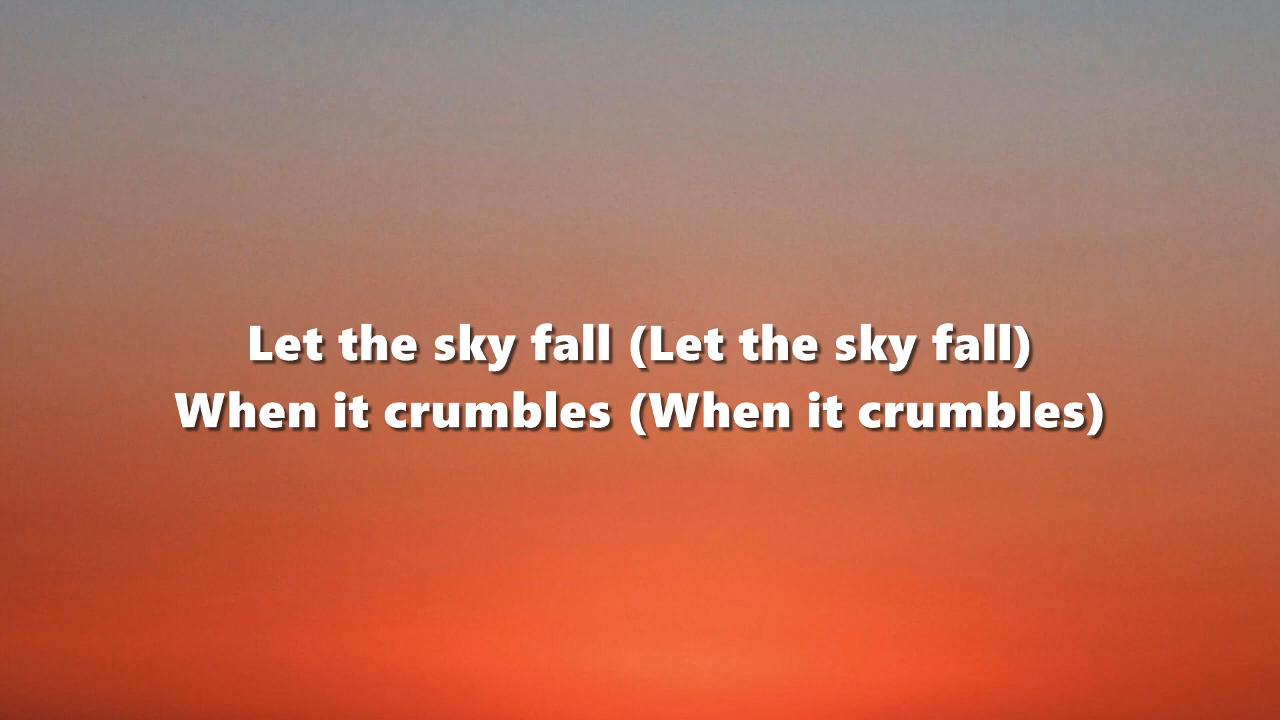 Let the sky fall (Let the sky fall)
When it crumbles (When it crumbles)